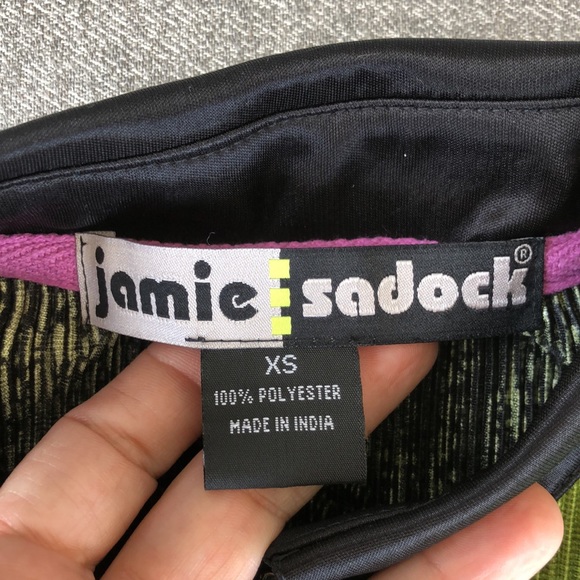 jamie sadock®
XS
100% POLYESTER
MADE IN INDIA